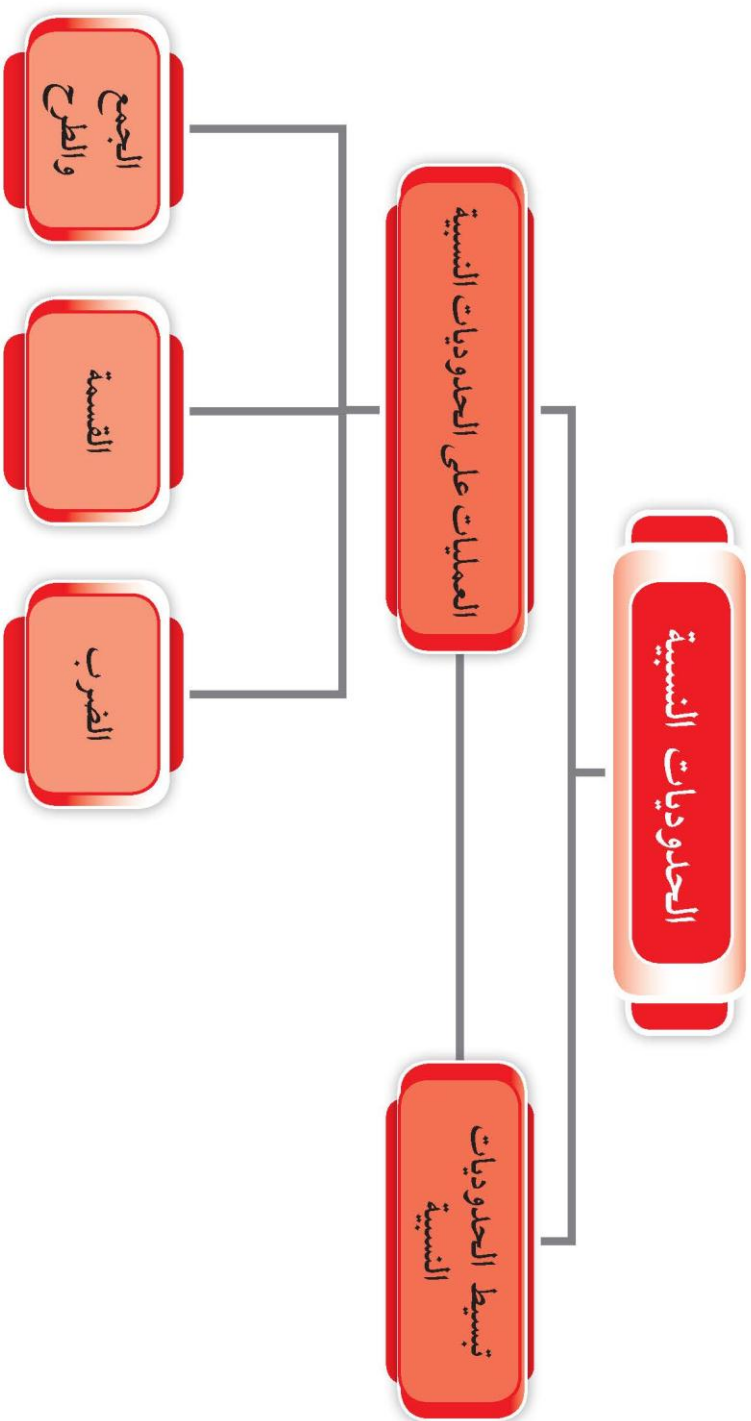 الحدوديات النسبية
تبسيط الحدوديات
النسبية
العمليات على الحدوديات النسبية
الضرب
القسمة
الجمع
والطرح